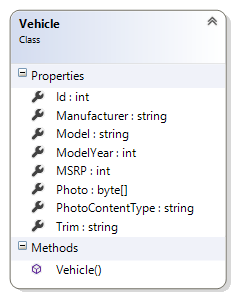 Vehicle
Class
Properties
Id : int
Manufacturer : string
Model : string
ModelYear : int
MSRP : int
Photo : byte[]
PhotoContentType : string
Trim : string
Methods
Vehicle()